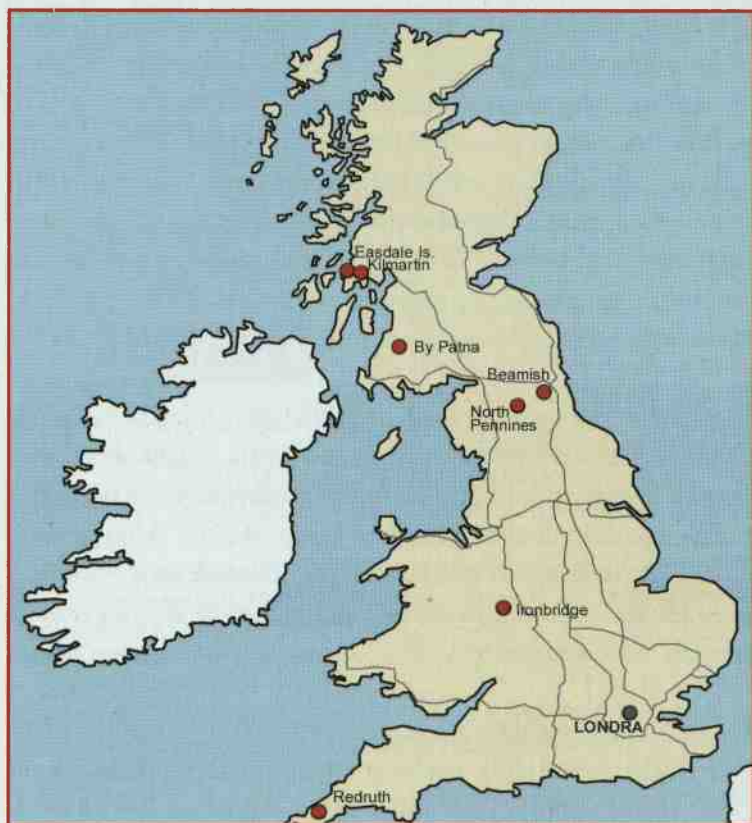 Easdale Is.
Kilmartin
By Patna
Beamish
North
Pennines
Ironbridge
LONDRA
Redruth